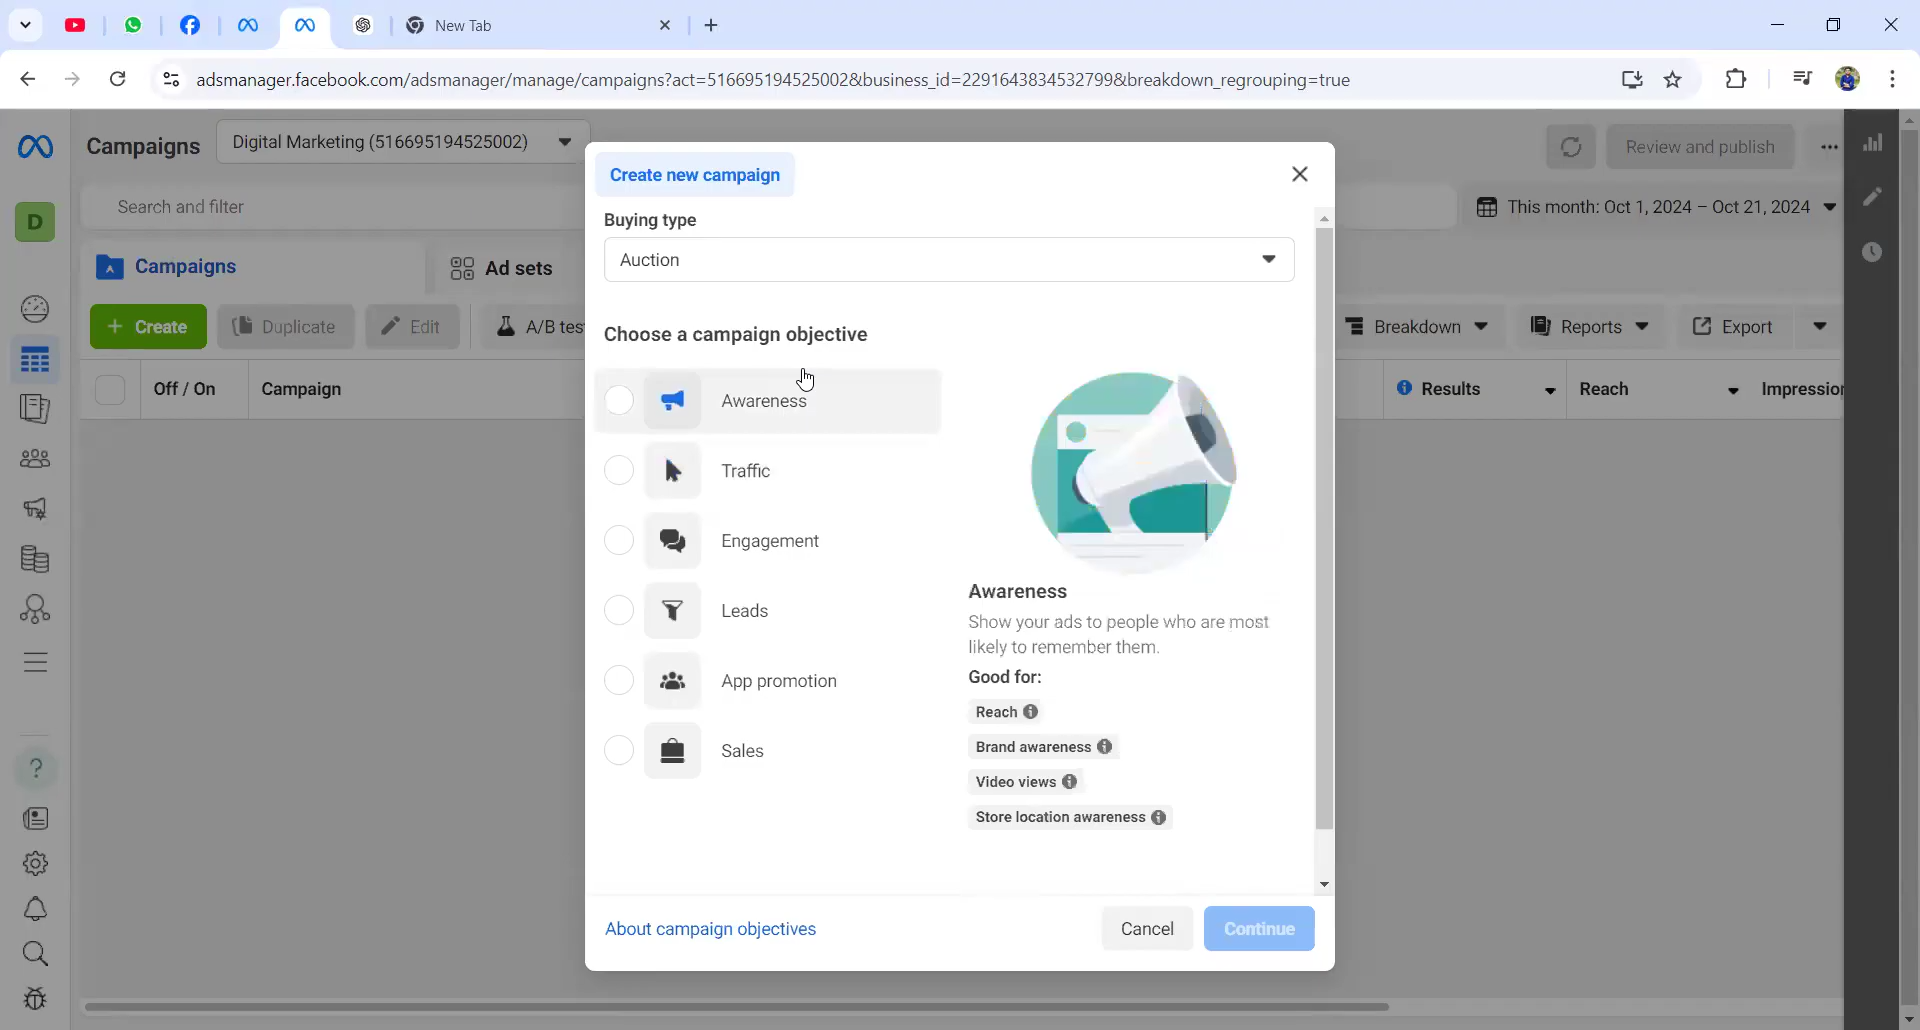 New Tab
adsmanager.facebook.com/adsmanager/manage/campaigns?act=516695194525002&business_id=2291643834532799&breakdown_regrouping=true
Campaigns
Digital Marketing (516695194525002)
Review and publish
D
Search and filter
This month: Oct 1, 2024 – Oct 21, 2024
Campaigns
Ad sets
+ Create
Duplicate
Edit
A/B tes
Breakdown
Reports
Export
Off / On
Campaign
Results
Reach
Impression
Create new campaign
Buying type
Auction
Choose a campaign objective
Awareness
Traffic
Engagement
Leads
App promotion
Sales
Awareness
Show your ads to people who are most
likely to remember them.
Good for:
Reach
Brand awareness
Video views
Store location awareness
About campaign objectives
Cancel
Continue